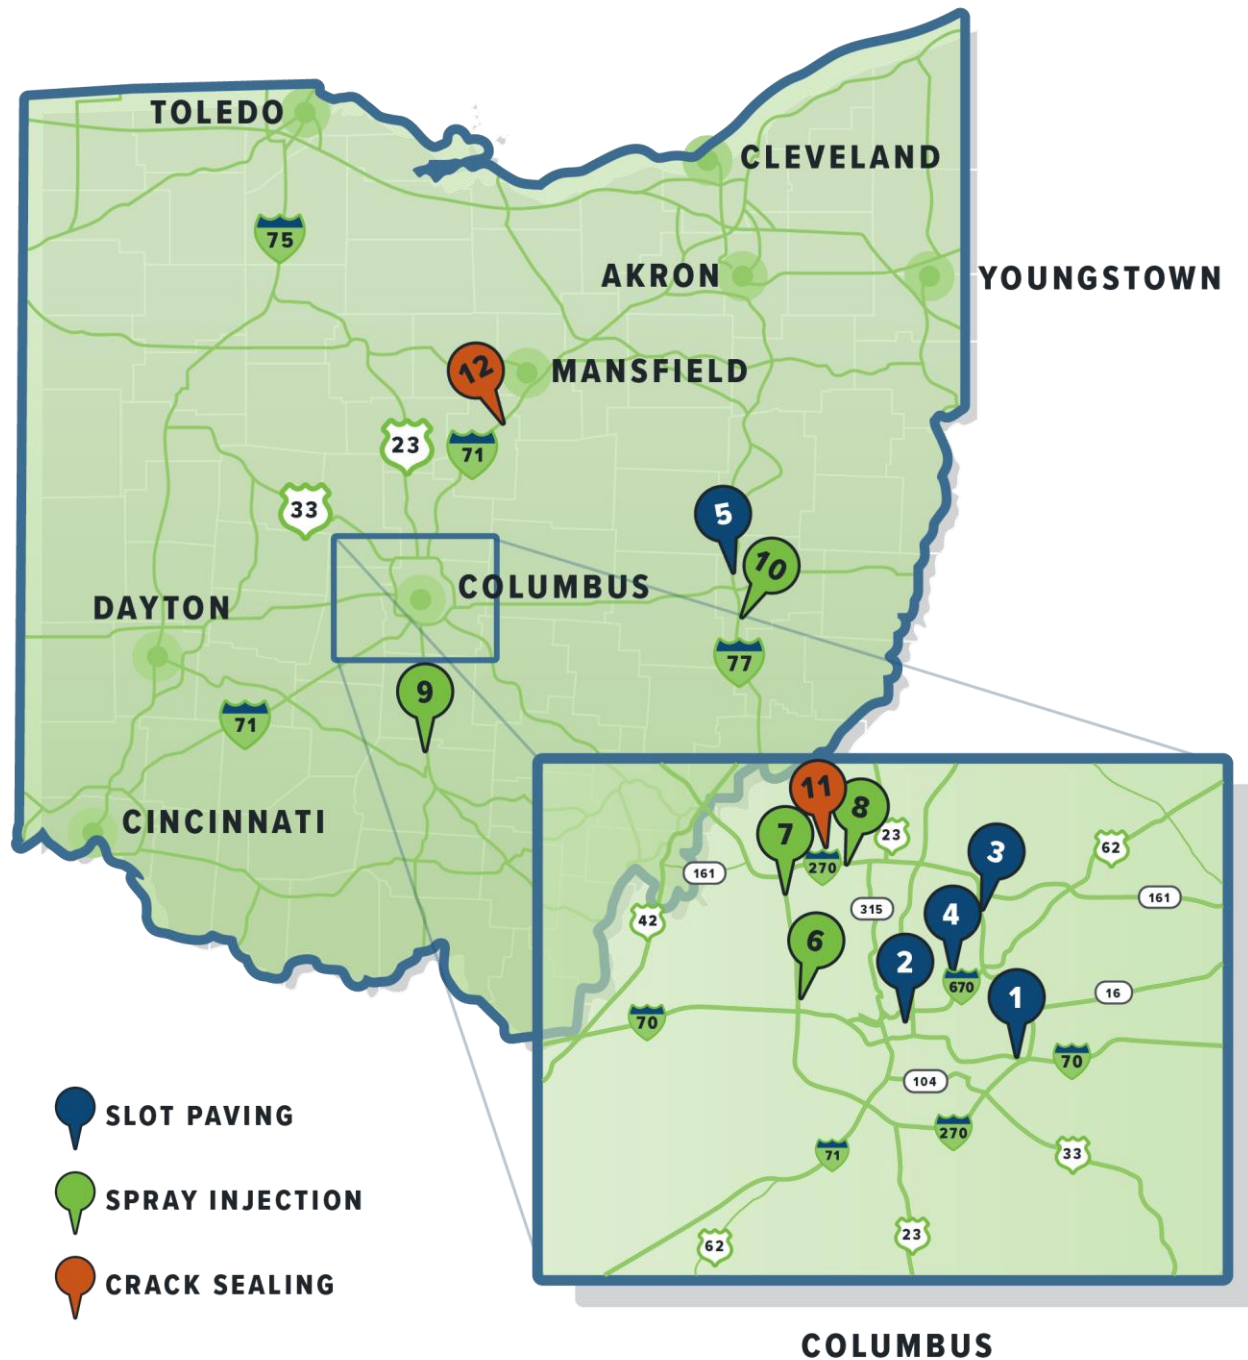 TOLEDO
CLEVELAND
75
AKRON
YOUNGSTOWN
12
MANSFIELD
23
71
33
5
10
COLUMBUS
DAYTON
77
9
71
CINCINNATI
11
8
7
23
270
3
62
161
161
315
4
42
6
2
670
1
16
70
70
104
270
71
33
23
62
SLOT PAVING
SPRAY INJECTION
CRACK SEALING
COLUMBUS